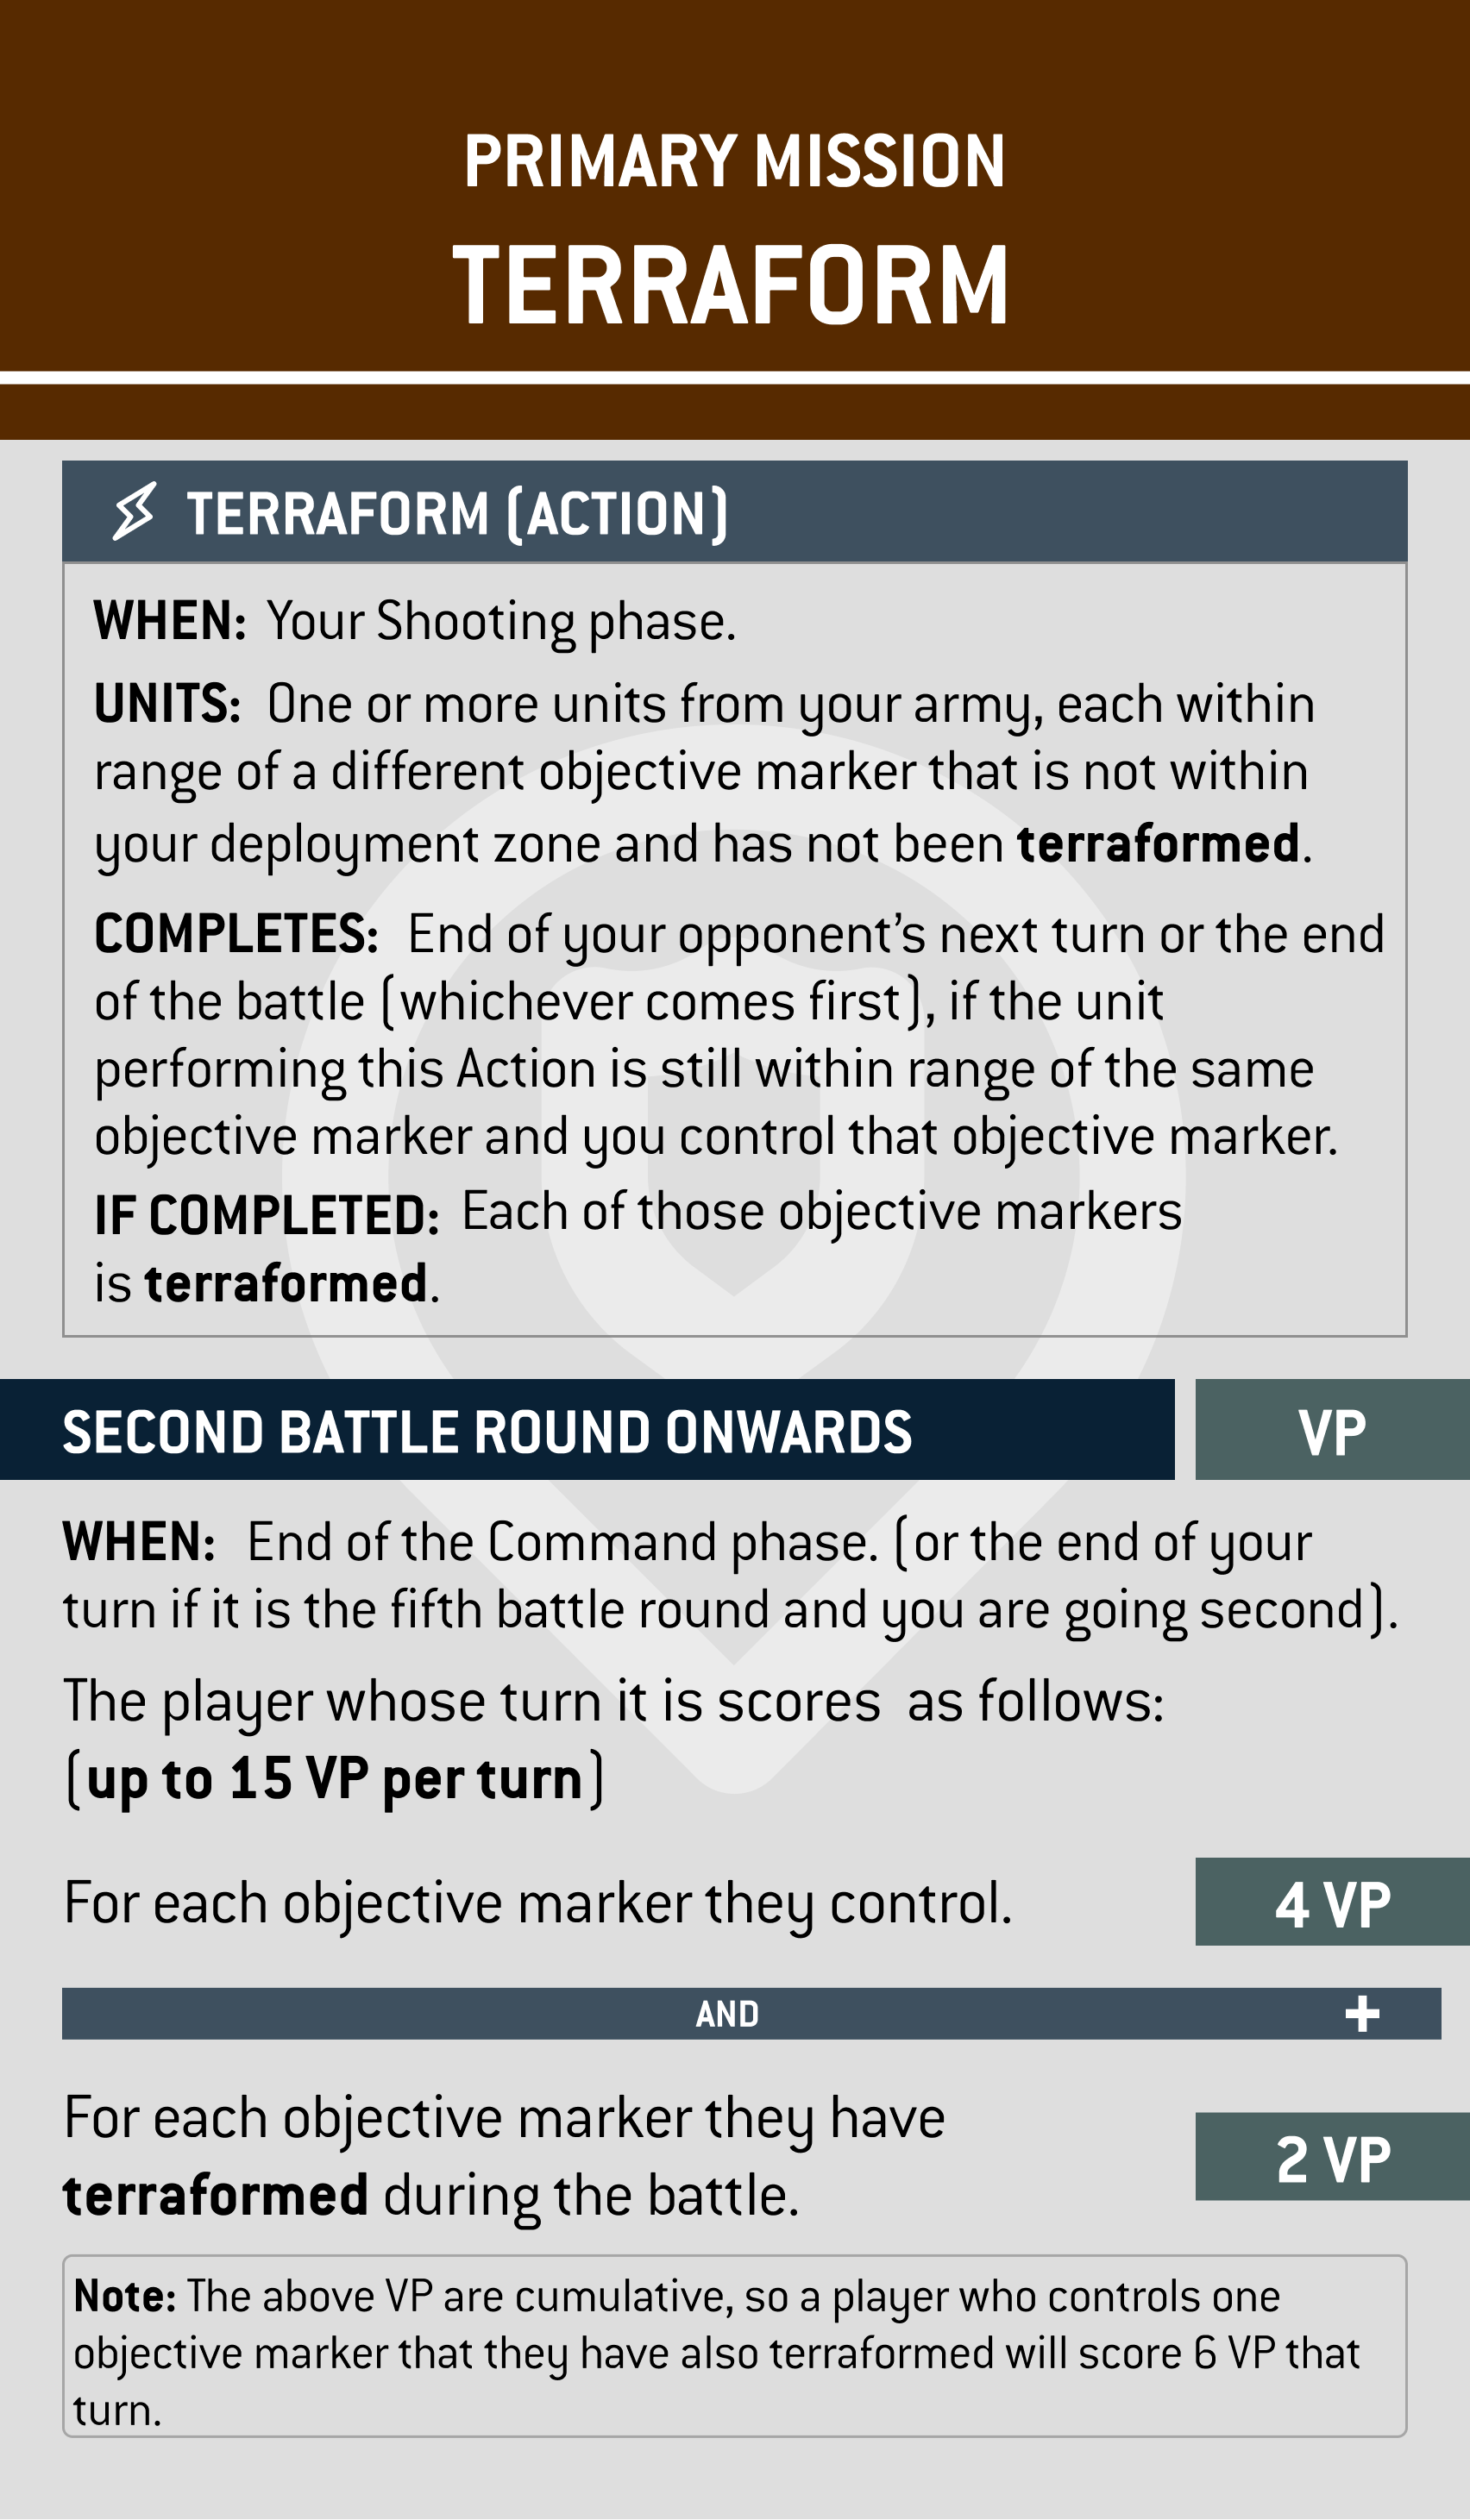 PRIMARY MISSION
TERRAFORM
TERRAFORM (ACTION)
WHEN: Your Shooting phase.
UNITS: One or more units from your army, each within
range of a different objective marker that is not within
your deployment zone and has not been terraformed.
COMPLETES: End of your opponent’s next turn or the end
of the battle (whichever comes first), if the unit
performing this Action is still within range of the same
objective marker and you control that objective marker.
IF COMPLETED: Each of those objective markers
is terraformed.
SECOND BATTLE ROUND ONWARDS VP
WHEN: End of the Command phase. (or the end of your
turn if it is the fifth battle round and you are going second).
The player whose turn it is scores as follows:
(up to 15 VP per turn)
For each objective marker they control. 4 VP
AND +
For each objective marker they have
terraformed during the battle. 2 VP
Note: The above VP are cumulative, so a player who controls one
objective marker that they have also terraformed will score 6 VP that
turn.